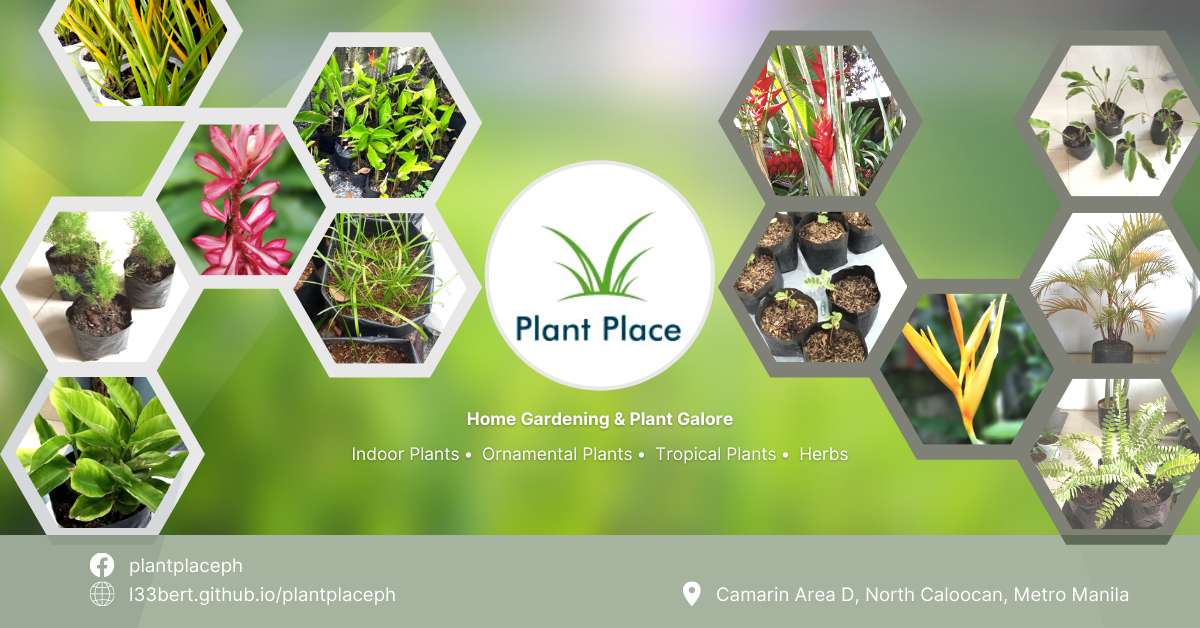 Plant Place
Home Gardening & Plant Galore
Indoor Plants • Ornamental Plants • Tropical Plants • Herbs
plantplaceph
l33bert.github.io/plantplaceph
Camarin Area D, North Caloocan, Metro Manila